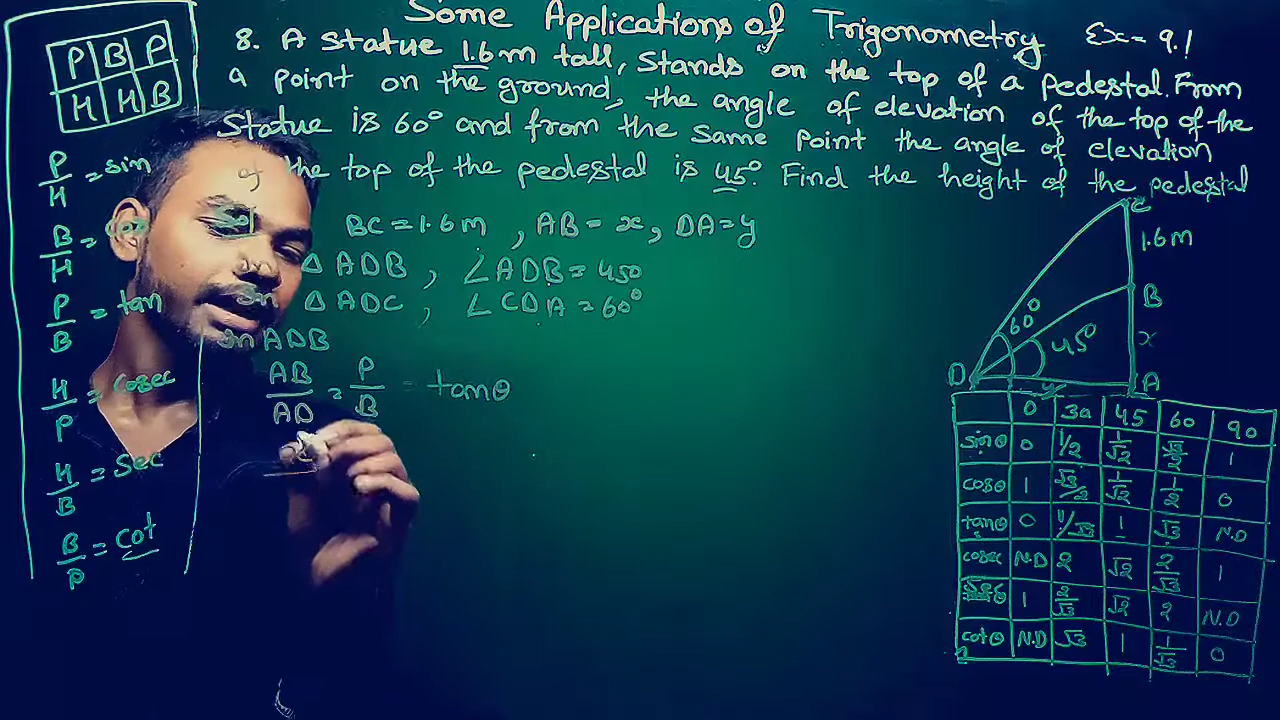 Some Applications of Trigonometry Ex = 9.1
8. A statue 1.6 m tall, Stands on the top of a pedestal. From
a point on the ground, the angle of elevation of the top of the
Statue is 60° and from the same point the angle of elevation
of the top of the pedestal is 45°. Find the height of the pedestal
P B P
H H B
P/H = sin
B/H =
P/B = tan
H/P = cosec
H/B = Sec
B/P = cot
BC = 1.6 m , AB = x, DA = y
Δ ADB , ∠ADB = 450
In Δ ADC , ∠CDA = 60°
In ADB
AB/AD = P/B = tanθ
C
1.6 m
B
60°
45°
x
D
y
A
0 30 45 60 90
sinθ 0 1/2 1/√2 √3/2 1
cosθ 1 √3/2 1/√2 1/2 0
tanθ 0 1/√3 1 √3 N.D
cosec N.D 2 √2 2/√3 1
1 2/√3 √2 2 N.D
cotθ N.D √3 1 1/√3 0